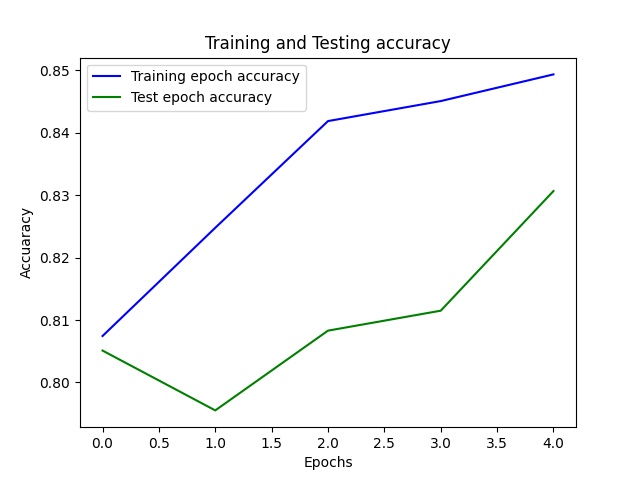 Training and Testing accuracy
Training epoch accuracy
Test epoch accuracy
0.85
0.84
0.83
0.82
0.81
0.80
Accuaracy
0.0 0.5 1.0 1.5 2.0 2.5 3.0 3.5 4.0
Epochs